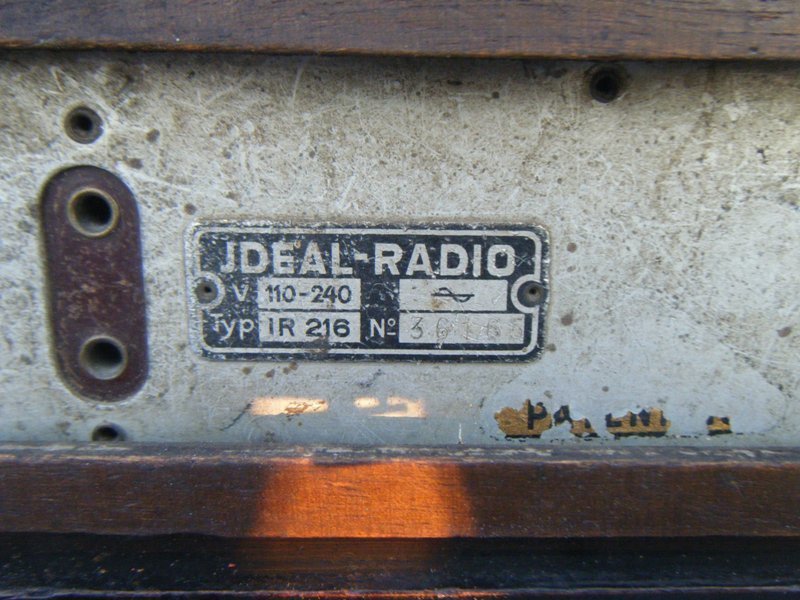 JDEAL-RADIO
V 110-240
Typ IR 216 Nº